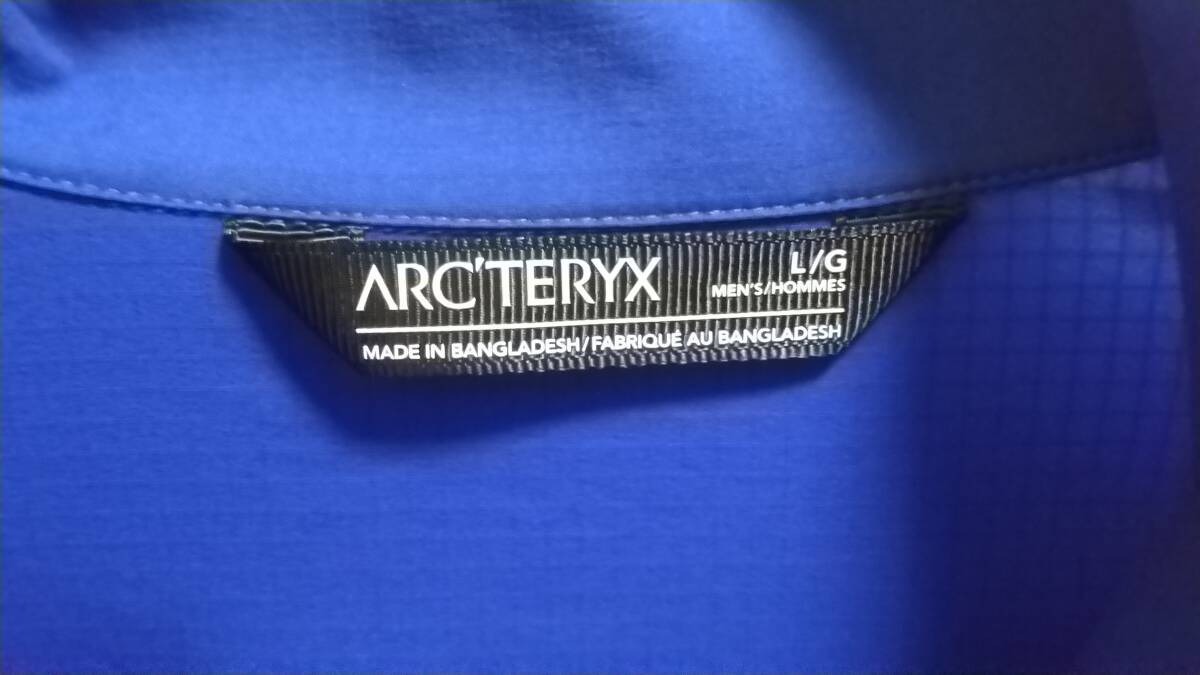 ARC'TERYX
L/G
MEN'S/HOMMES
MADE IN BANGLADESH/FABRIQUÉ AU BANGLADESH